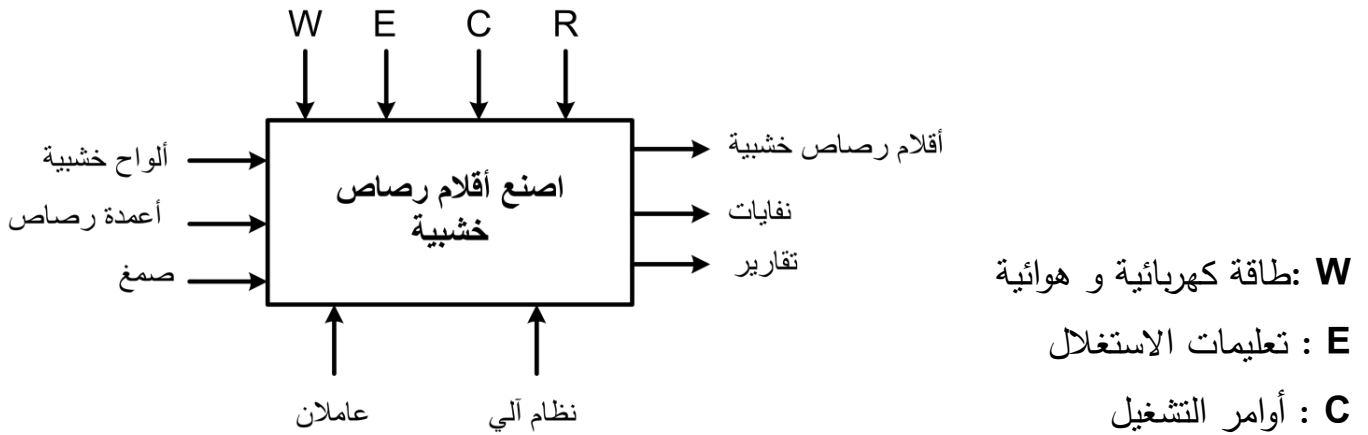 W E C R
ألواح خشبية
أعمدة رصاص
صمغ
اصنع أقلام رصاص
خشبية
أقلام رصاص خشبية
نفايات
تقارير
عاملان
نظام آلي
W :طاقة كهربائية و هوائية
E : تعليمات الاستغلال
C : أوامر التشغيل